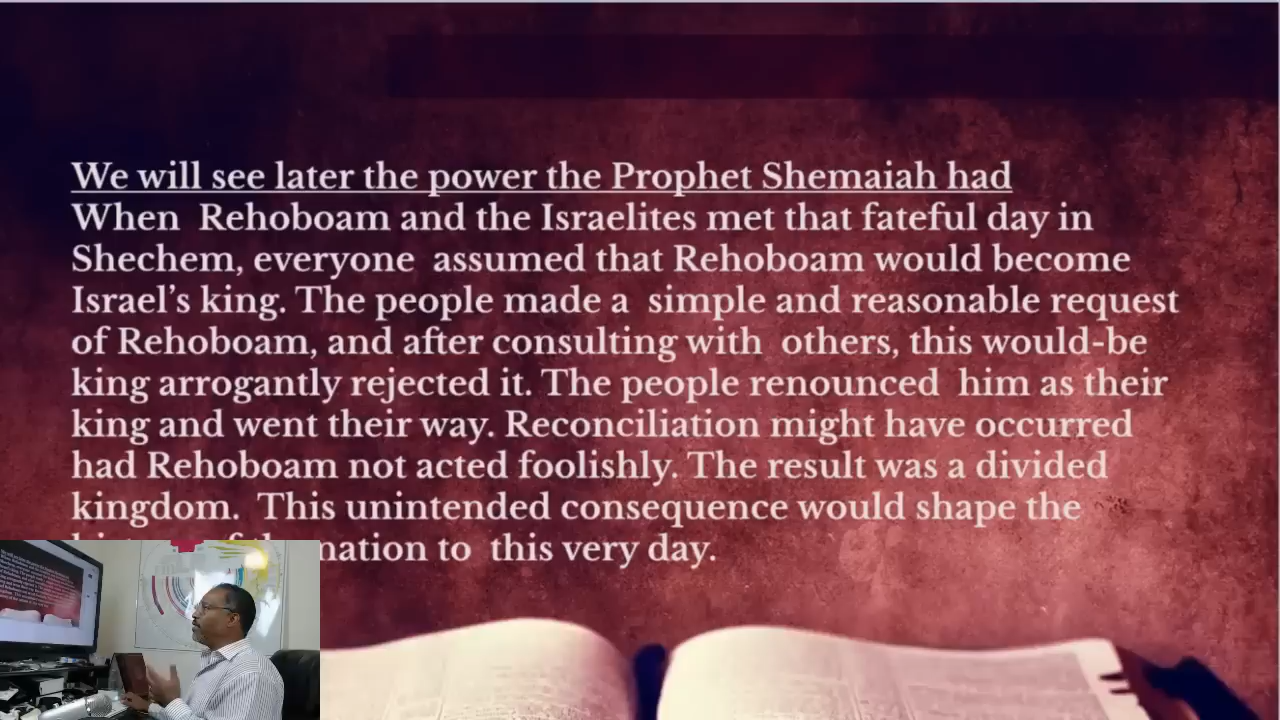 We will see later the power the Prophet Shemaiah had
When Rehoboam and the Israelites met that fateful day in
Shechem, everyone assumed that Rehoboam would become
Israel’s king. The people made a simple and reasonable request
of Rehoboam, and after consulting with others, this would-be
king arrogantly rejected it. The people renounced him as their
king and went their way. Reconciliation might have occurred
had Rehoboam not acted foolishly. The result was a divided
kingdom. This unintended consequence would shape the
nation to this very day.